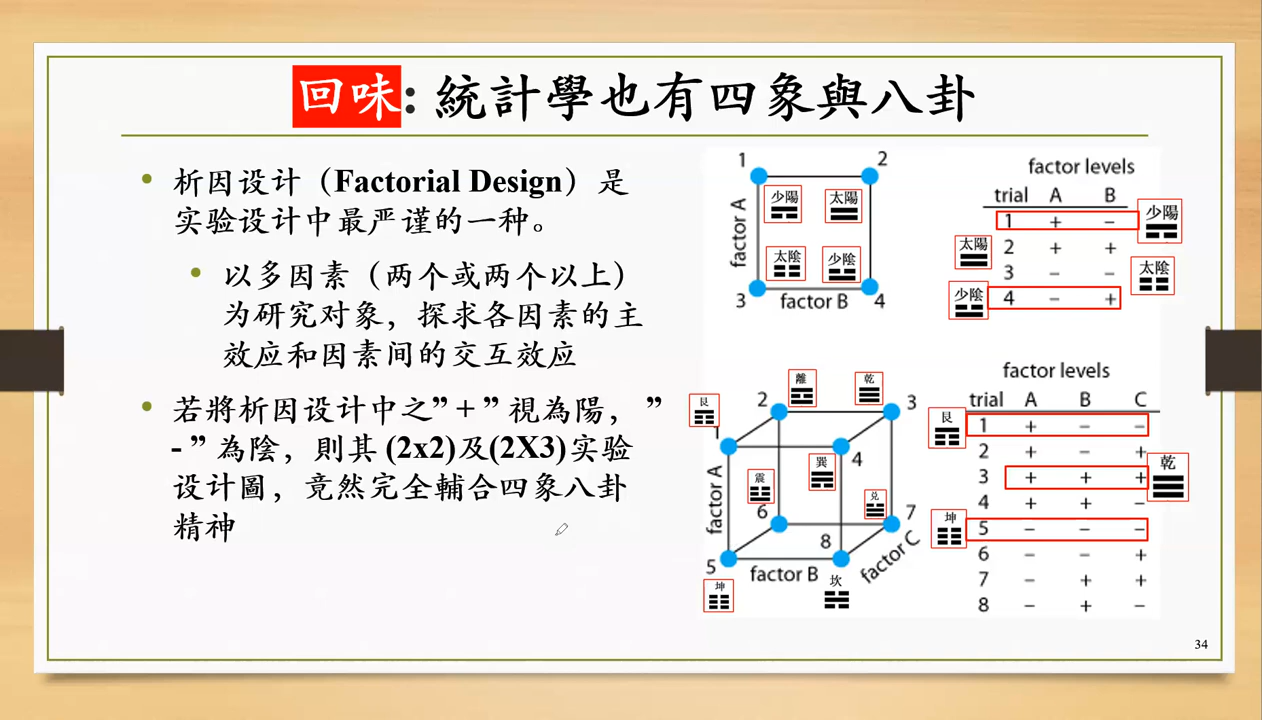 回味: 統計學也有四象與八卦
• 析因设计（Factorial Design）是
实验设计中最严谨的一种。
• 以多因素（两个或两个以上）
为研究对象，探求各因素的主
效应和因素间的交互效应
• 若將析因设计中之”+”視為陽，”
-”為陰，則其 (2x2)及(2X3)实验
设计圖，竟然完全輔合四象八卦
精神
1 2
少陽 太陽
factor A
太陰 少陰
3 factor B 4
factor levels
trial A B
1 + − 少陽
太陽 2 + +
3 − − 太陰
少陰 4 − +
離 乾
艮 2 3
1 4
巽
震
factor A
兑
6 7
8
5 factor B factor C
坤 坎
factor levels
trial A B C
艮 1 + − −
2 + − +
3 + + + 乾
4 + + −
坤 5 − − −
6 − − +
7 − + +
8 − + −
34